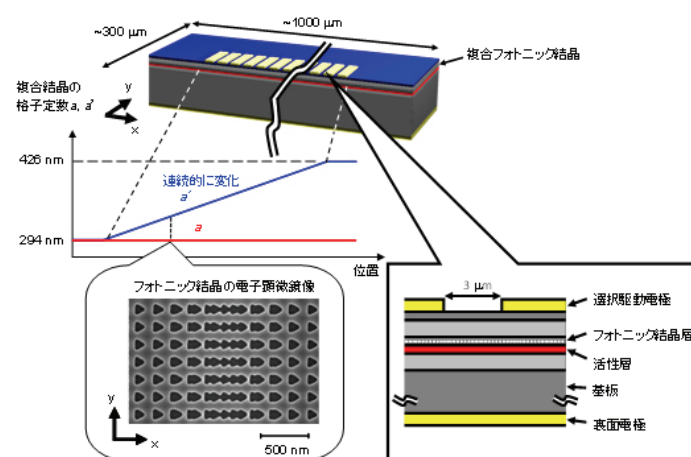 ~300 μm
~1000 μm
複合フォトニック結晶
複合結晶の
格子定数a, a’
y
x
426 nm
連続的に変化
a’
a
294 nm
位置
フォトニック結晶の電子顕微鏡像
y
x
500 nm
3 μm
選択駆動電極
フォトニック結晶層
活性層
基板
裏面電極